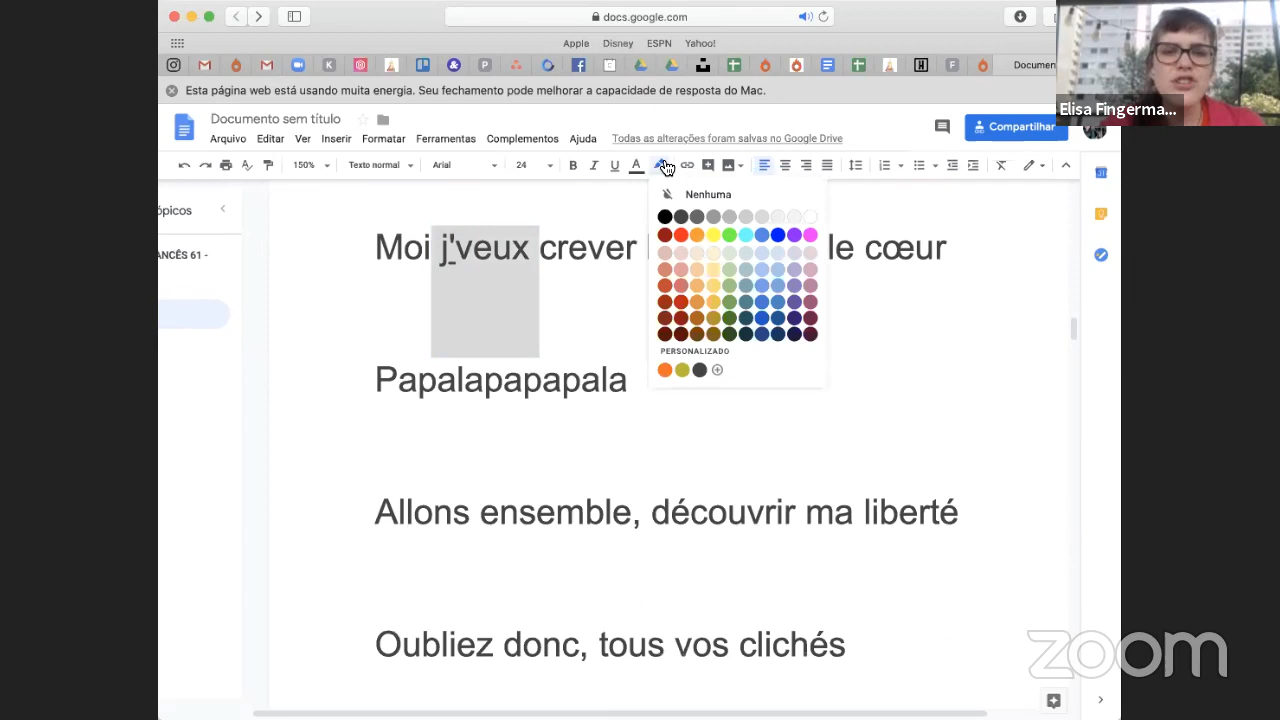 docs.google.com
Apple Disney ESPN Yahoo!
Documen
Esta página web está usando muita energia. Seu fechamento pode melhorar a capacidade de resposta do Mac.
Elisa Fingerma...
Documento sem título
Arquivo Editar Ver Inserir Formatar Ferramentas Complementos Ajuda Todas as alterações foram salvas no Google Drive
Compartilhar
150% Texto normal Arial 24
Nenhuma
ópicos
ANCÊS 61 -
Moi j'veux crever le cœur
PERSONALIZADO
Papalapapapala
Allons ensemble, découvrir ma liberté
Oubliez donc, tous vos clichés
zoom